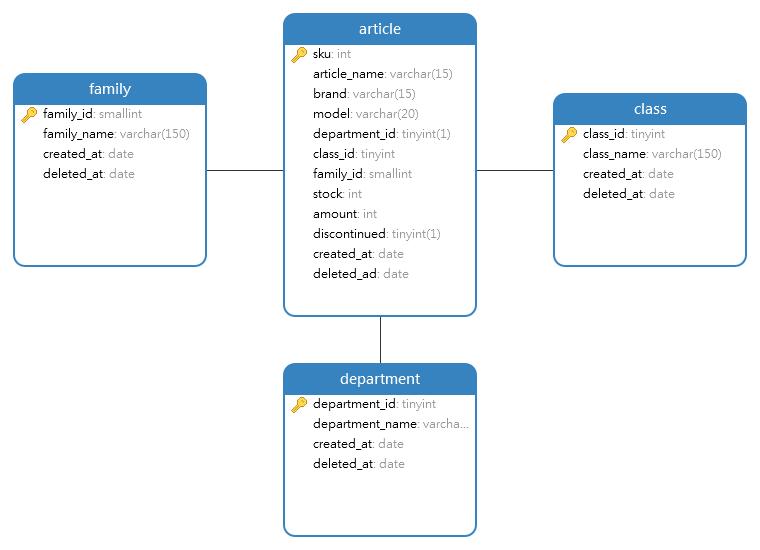 article
sku: int
article_name: varchar(15)
brand: varchar(15)
model: varchar(20)
department_id: tinyint(1)
class_id: tinyint
family_id: smallint
stock: int
amount: int
discontinued: tinyint(1)
created_at: date
deleted_ad: date
family
family_id: smallint
family_name: varchar(150)
created_at: date
deleted_at: date
class
class_id: tinyint
class_name: varchar(150)
created_at: date
deleted_at: date
department
department_id: tinyint
department_name: varcha...
created_at: date
deleted_at: date